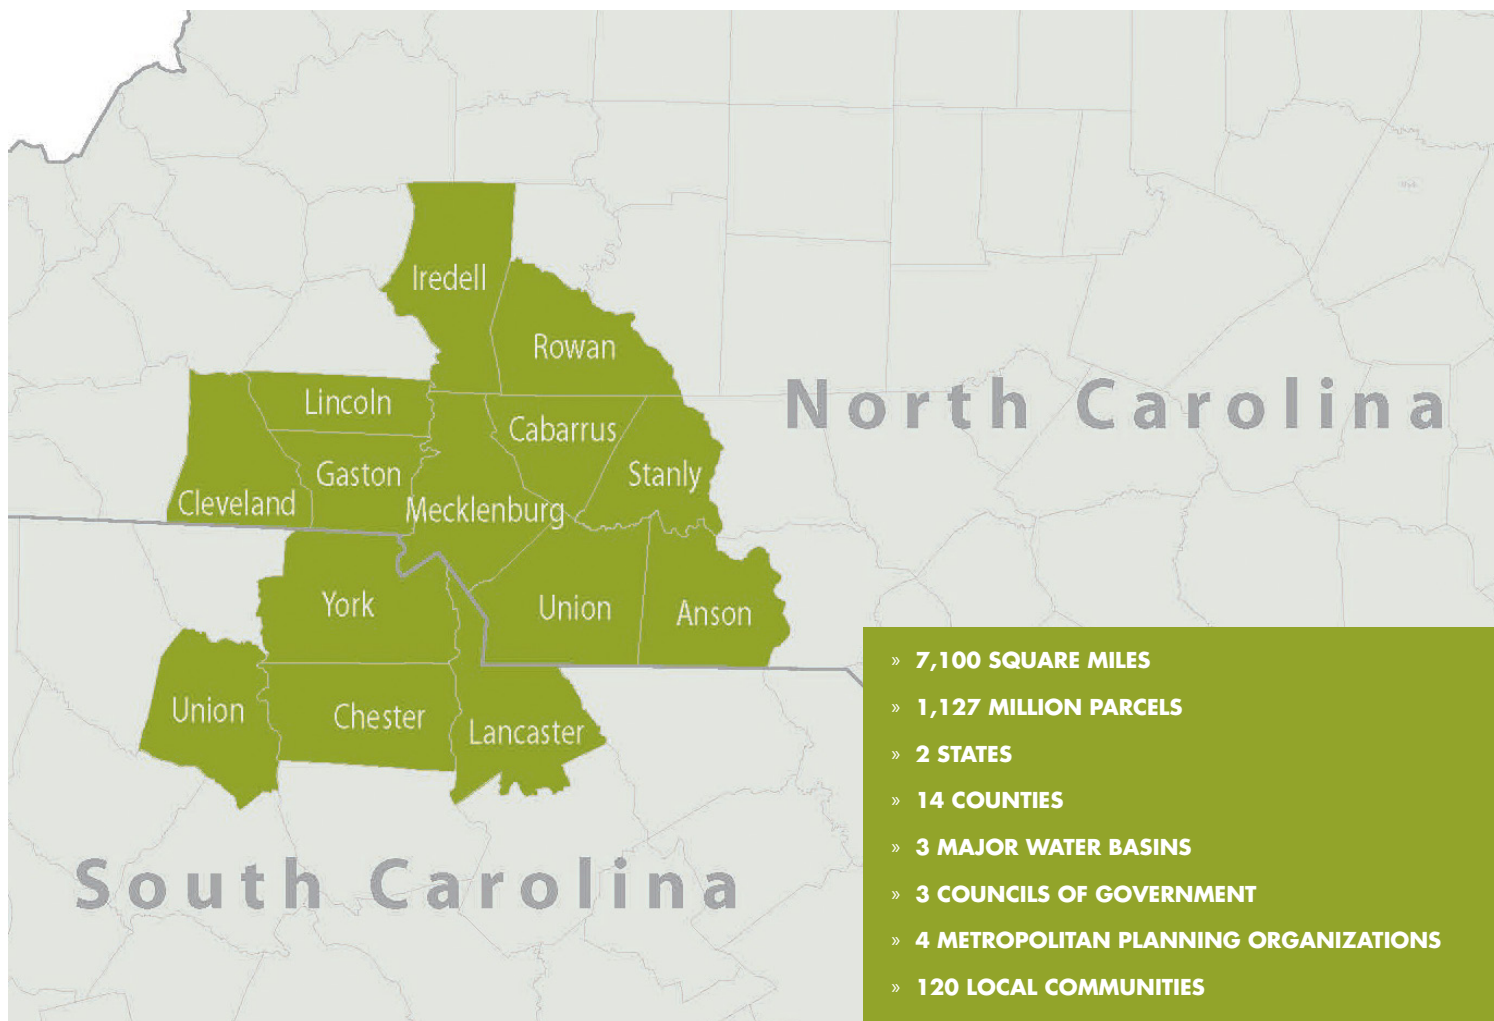 Iredell
Rowan
Lincoln
North Carolina
Cabarrus
Gaston
Stanly
Cleveland
Mecklenburg
York
Union
Anson
» 7,100 SQUARE MILES
» 1,127 MILLION PARCELS
Union
Chester
Lancaster
» 2 STATES
» 14 COUNTIES
» 3 MAJOR WATER BASINS
South Carolina
» 3 COUNCILS OF GOVERNMENT
» 4 METROPOLITAN PLANNING ORGANIZATIONS
» 120 LOCAL COMMUNITIES